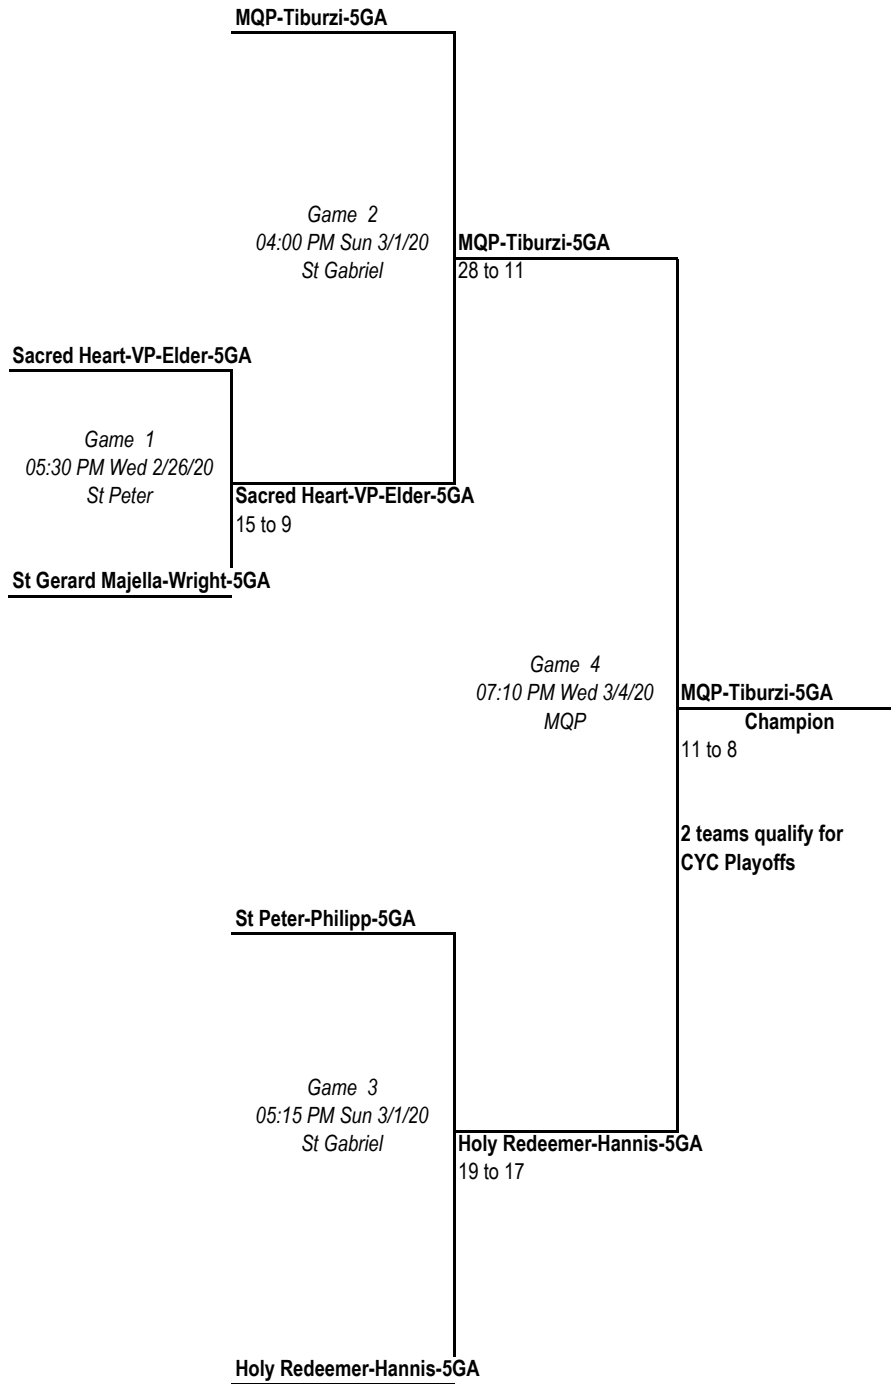 MQP-Tiburzi-5GA
Game 2
04:00 PM Sun 3/1/20
St Gabriel
MQP-Tiburzi-5GA
28 to 11
Sacred Heart-VP-Elder-5GA
Game 1
05:30 PM Wed 2/26/20
St Peter
Sacred Heart-VP-Elder-5GA
15 to 9
St Gerard Majella-Wright-5GA
Game 4
07:10 PM Wed 3/4/20
MQP
MQP-Tiburzi-5GA
Champion
11 to 8
2 teams qualify for
CYC Playoffs
St Peter-Philipp-5GA
Game 3
05:15 PM Sun 3/1/20
St Gabriel
Holy Redeemer-Hannis-5GA
19 to 17
Holy Redeemer-Hannis-5GA